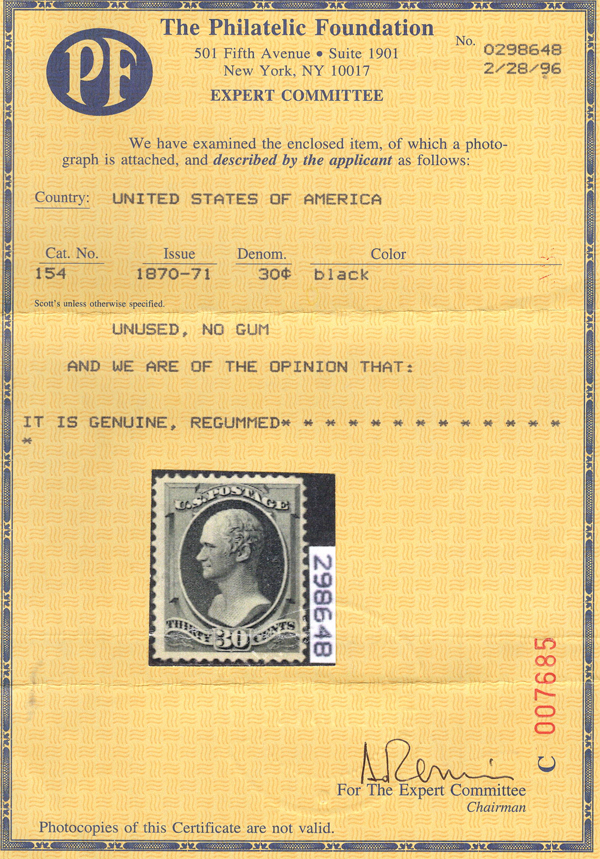 PF
The Philatelic Foundation
501 Fifth Avenue • Suite 1901
New York, NY 10017
EXPERT COMMITTEE
No. 0298648
2/28/96
We have examined the enclosed item, of which a photo-
graph is attached, and described by the applicant as follows:
Country: UNITED STATES OF AMERICA
Cat. No. Issue Denom. Color
154 1870-71 30¢ black
Scott's unless otherwise specified.
UNUSED, NO GUM
AND WE ARE OF THE OPINION THAT:
IT IS GENUINE, REGUMMED* * * * * * * * * * * * *
*
U.S. POSTAGE
THIRTY 30 CENTS
298648
C 007685
For The Expert Committee
Chairman
Photocopies of this Certificate are not valid.